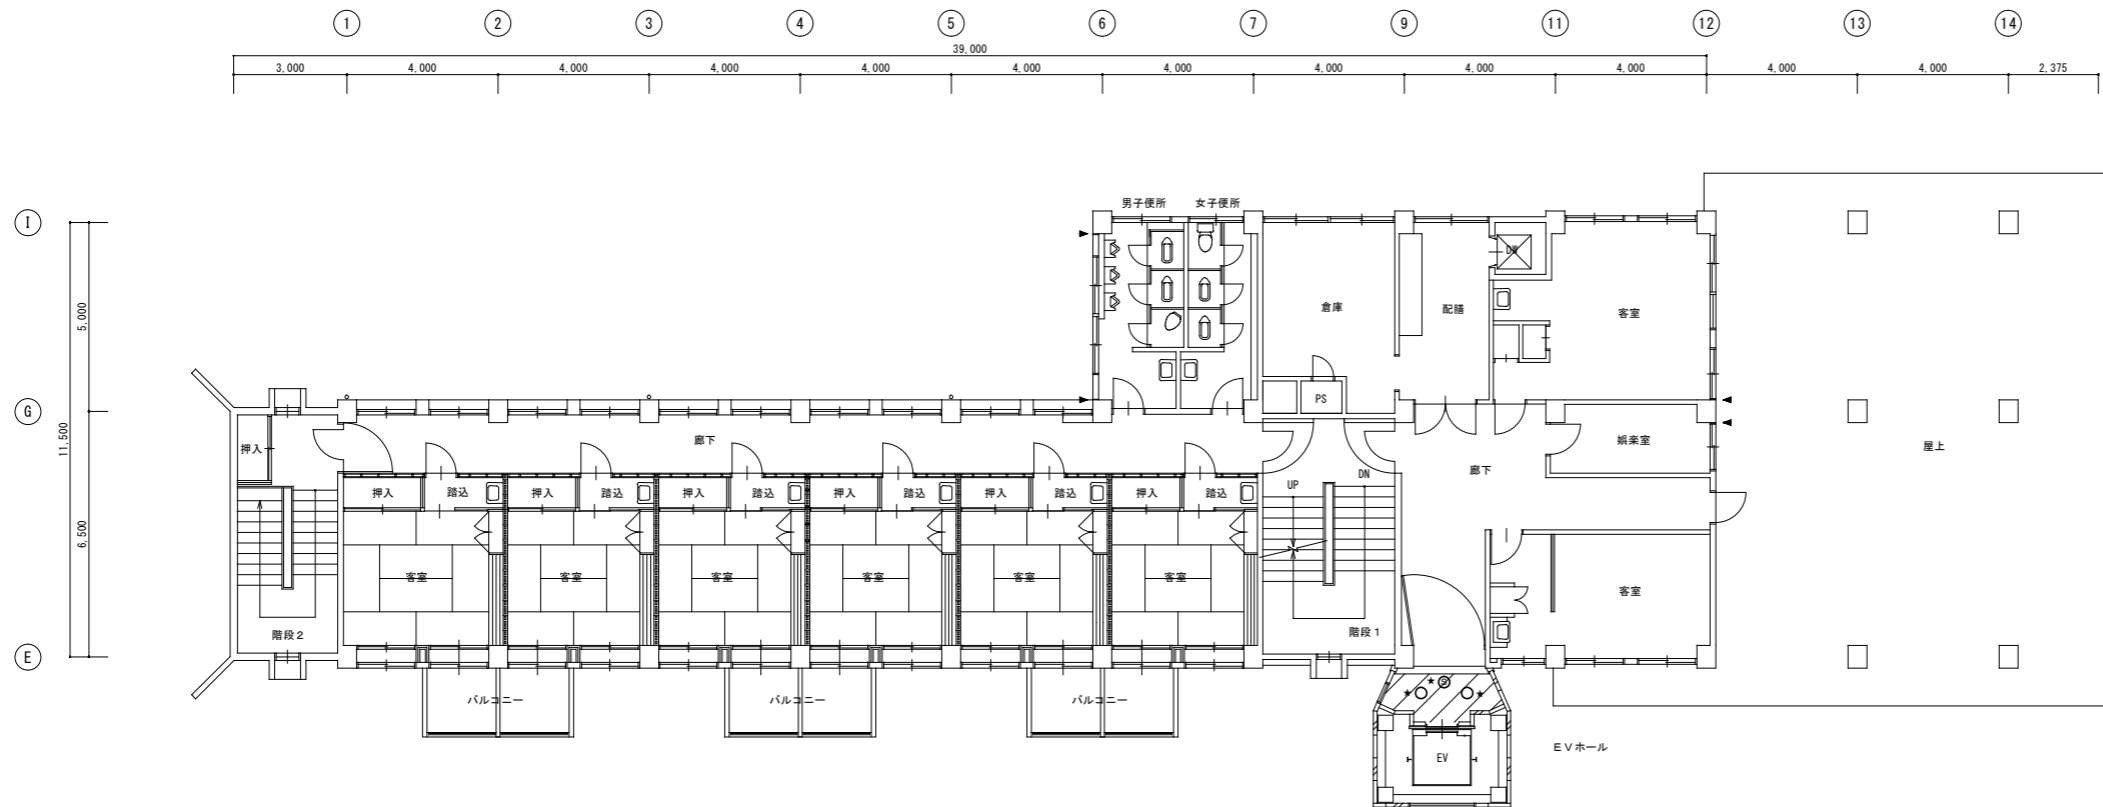 1 2 3 4 5 6 7 9 11 12 13 14
39,000
3,000 4,000 4,000 4,000 4,000 4,000 4,000 4,000 4,000 4,000 4,000 4,000 2,375
男子便所 女子便所
I
DW
5,000
倉庫 配膳 客室
PS
G
11,500
押入 廊下 娯楽室 屋上
廊下
UP DN
押入 踏込 押入 踏込 押入 踏込 押入 踏込 押入 踏込 押入 踏込
6,500
客室 客室 客室 客室 客室 客室 客室
階段2 階段1
E
バルコニー バルコニー バルコニー
S
EVホール
EV